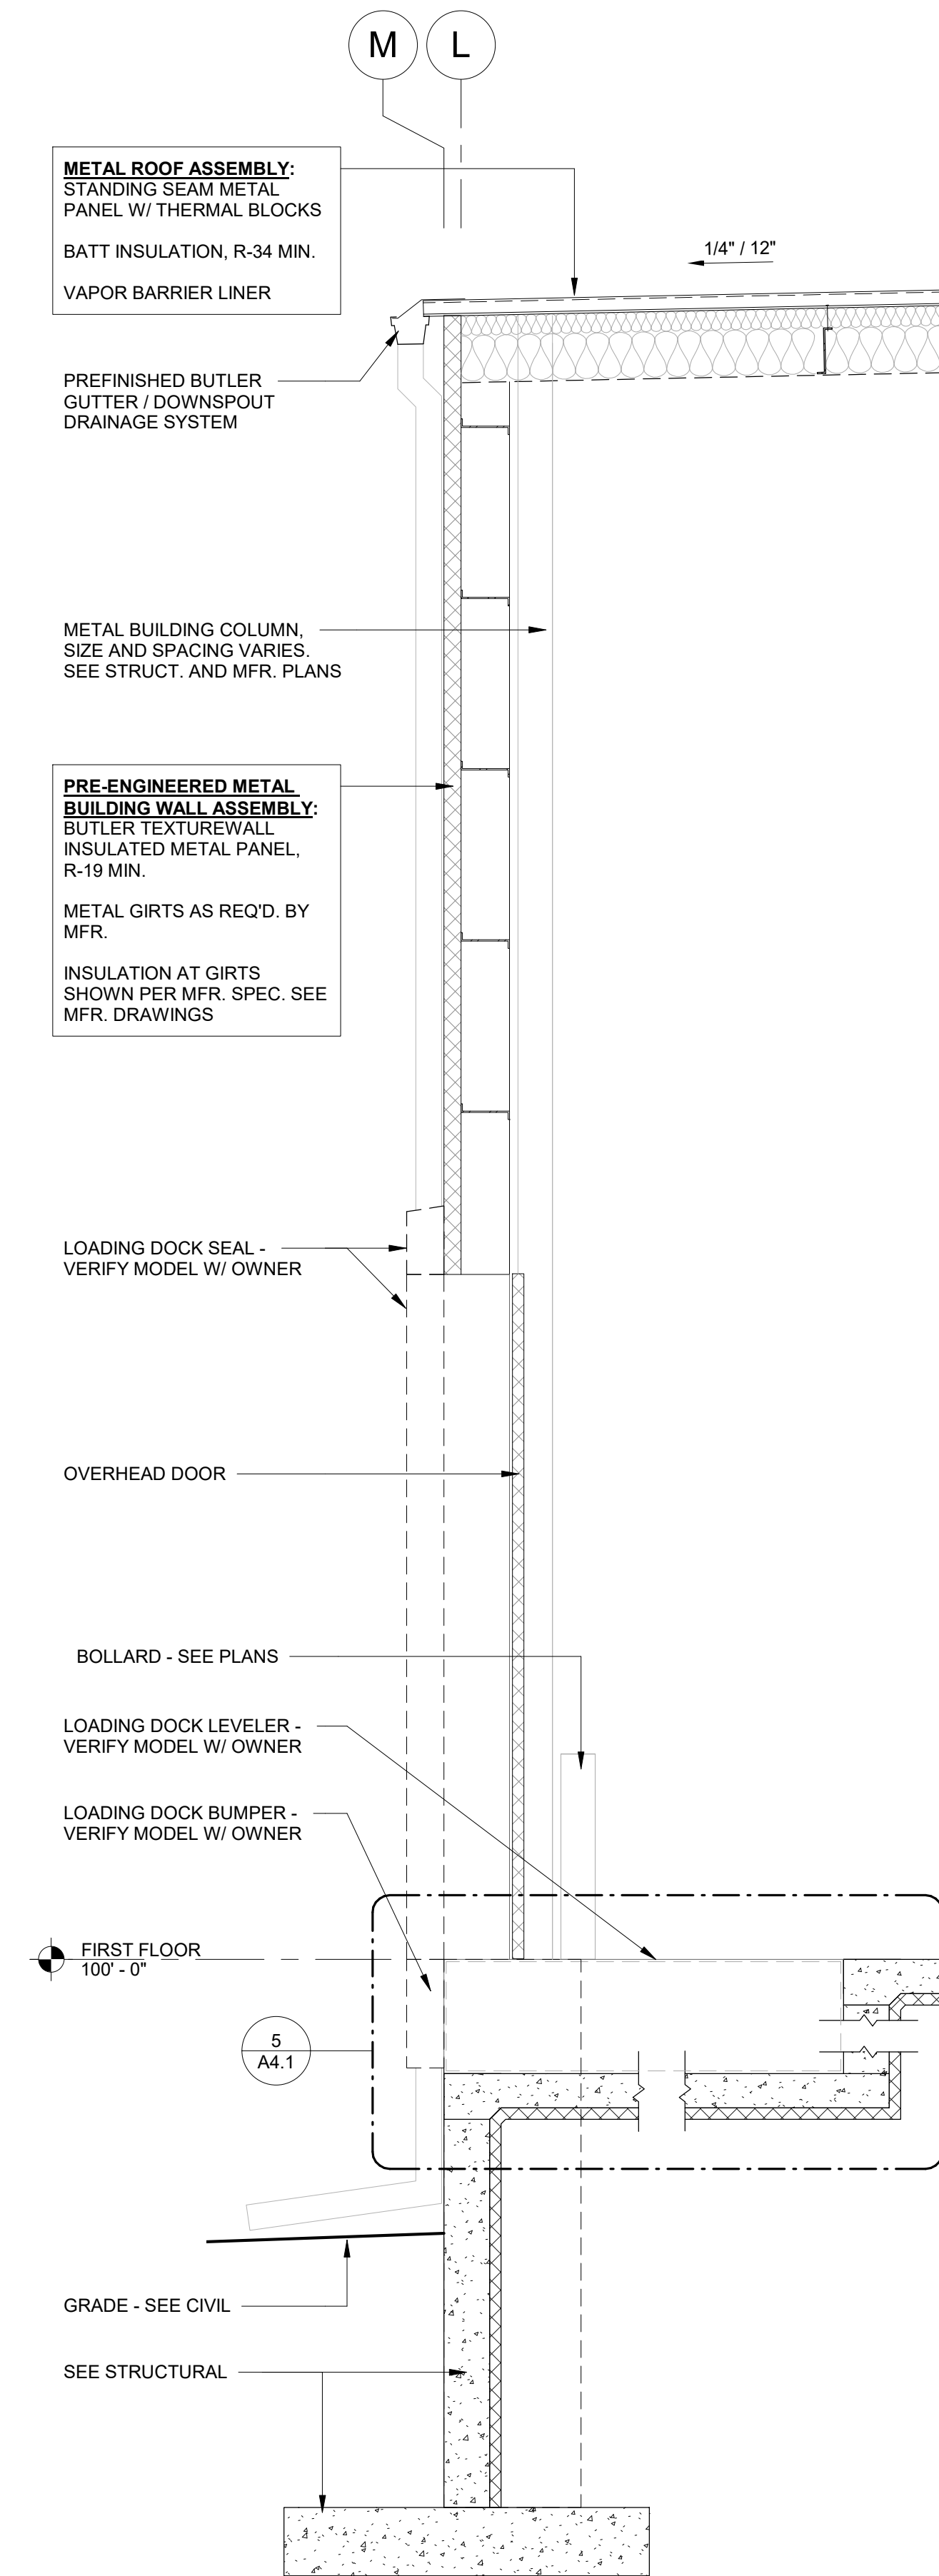 M L
METAL ROOF ASSEMBLY:
STANDING SEAM METAL
PANEL W/ THERMAL BLOCKS
BATT INSULATION, R-34 MIN.
VAPOR BARRIER LINER
1/4" / 12"
PREFINISHED BUTLER
GUTTER / DOWNSPOUT
DRAINAGE SYSTEM
METAL BUILDING COLUMN,
SIZE AND SPACING VARIES.
SEE STRUCT. AND MFR. PLANS
PRE-ENGINEERED METAL
BUILDING WALL ASSEMBLY:
BUTLER TEXTUREWALL
INSULATED METAL PANEL,
R-19 MIN.
METAL GIRTS AS REQ'D. BY
MFR.
INSULATION AT GIRTS
SHOWN PER MFR. SPEC. SEE
MFR. DRAWINGS
LOADING DOCK SEAL -
VERIFY MODEL W/ OWNER
OVERHEAD DOOR
BOLLARD - SEE PLANS
LOADING DOCK LEVELER -
VERIFY MODEL W/ OWNER
LOADING DOCK BUMPER -
VERIFY MODEL W/ OWNER
FIRST FLOOR
100' - 0"
5
A4.1
GRADE - SEE CIVIL
SEE STRUCTURAL